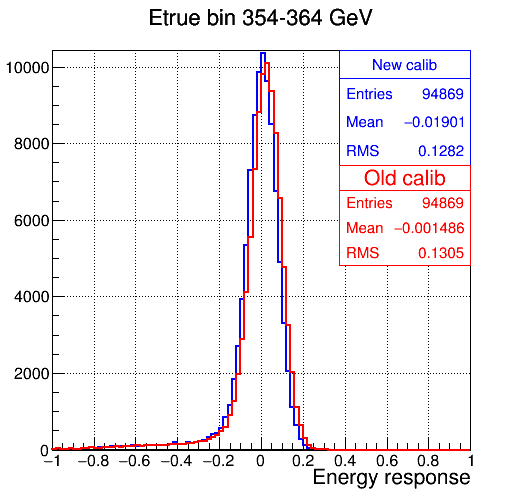 Etrue bin 354-364 GeV
New calib
Entries 94869
Mean −0.01901
RMS 0.1282
Old calib
Entries 94869
Mean −0.001486
RMS 0.1305
10000
8000
6000
4000
2000
0
−1 −0.8 −0.6 −0.4 −0.2 0 0.2 0.4 0.6 0.8 1
Energy response